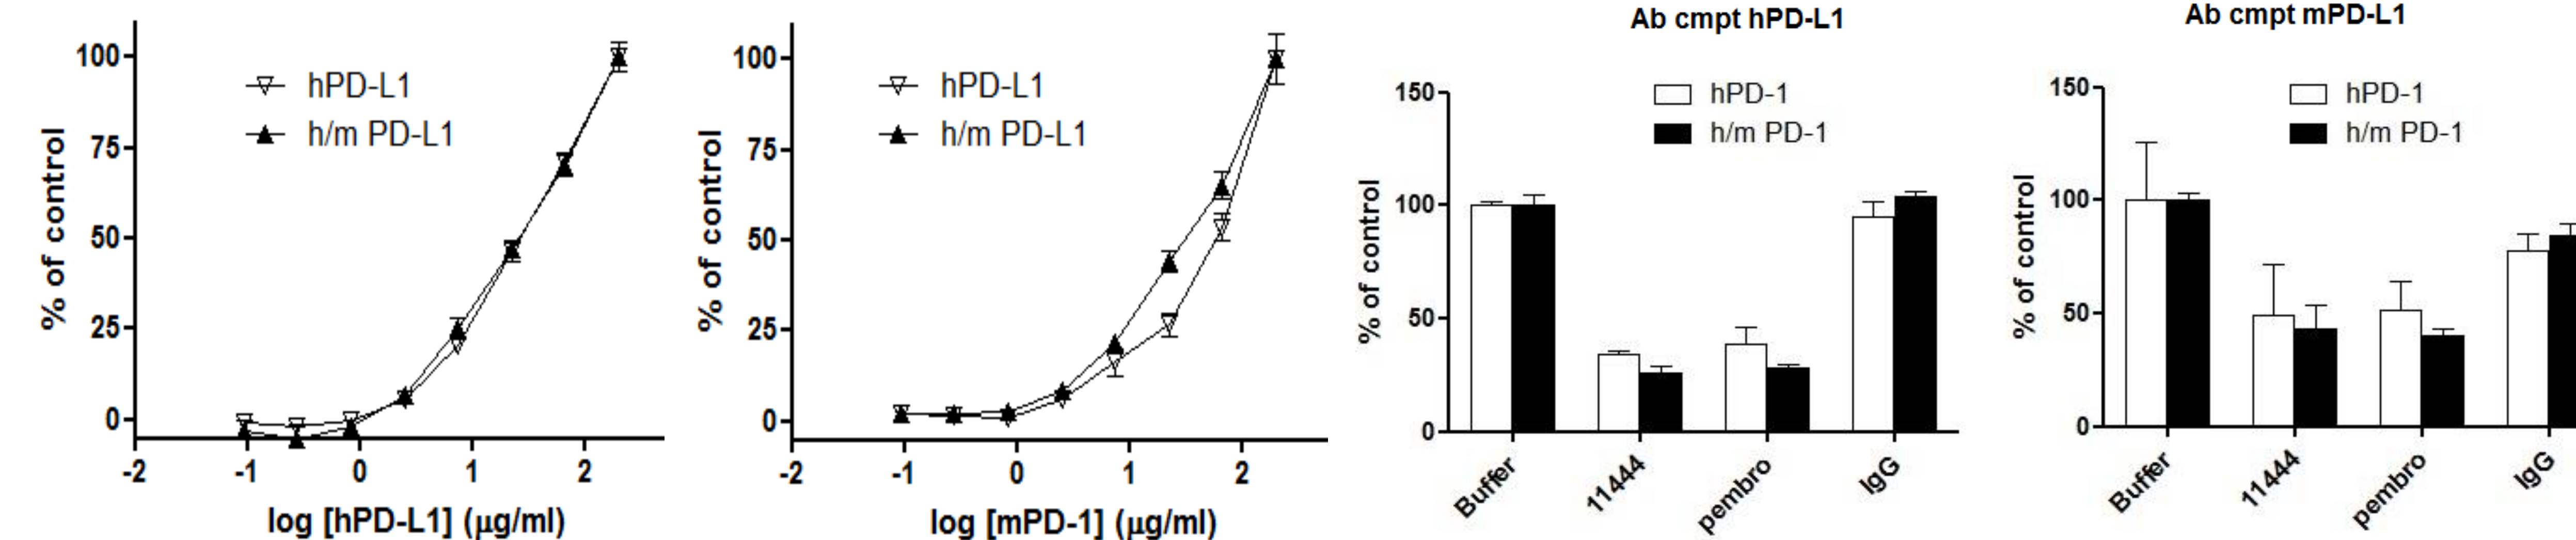 % of control
100
75
50
25
0
-2 -1 0 1 2
hPD-L1
h/m PD-L1
log [hPD-L1] (µg/ml)
% of control
100
75
50
25
0
-2 -1 0 1 2
hPD-L1
h/m PD-L1
log [mPD-1] (µg/ml)
Ab cmpt hPD-L1
hPD-1
h/m PD-1
% of control
150
100
50
0
Buffer
11444
pembro
IgG
Ab cmpt mPD-L1
hPD-1
h/m PD-1
% of control
150
100
50
0
Buffer
11444
pembro
IgG